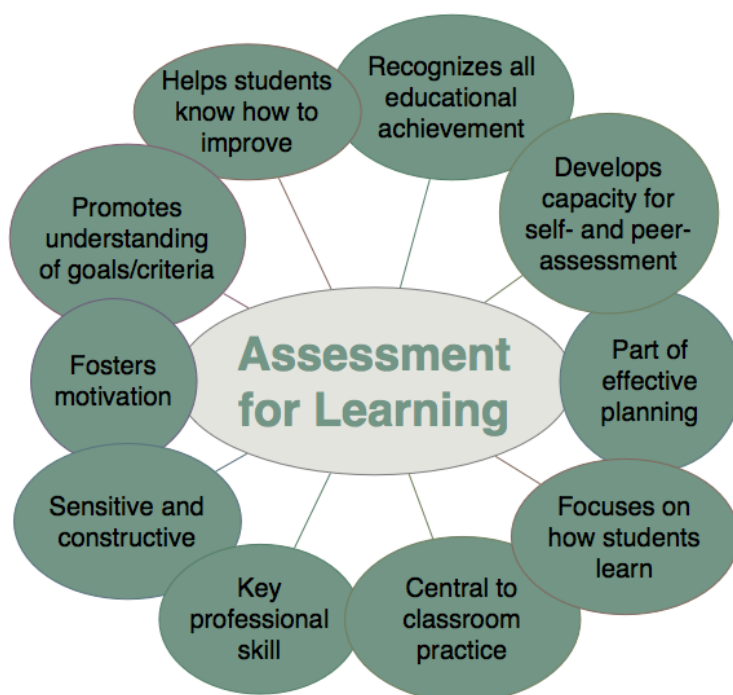 Assessment
for Learning
Recognizes all
educational
achievement
Develops
capacity for
self- and peer-
assessment
Part of
effective
planning
Focuses on
how students
learn
Central to
classroom
practice
Key
professional
skill
Sensitive and
constructive
Fosters
motivation
Promotes
understanding
of goals/criteria
Helps students
know how to
improve